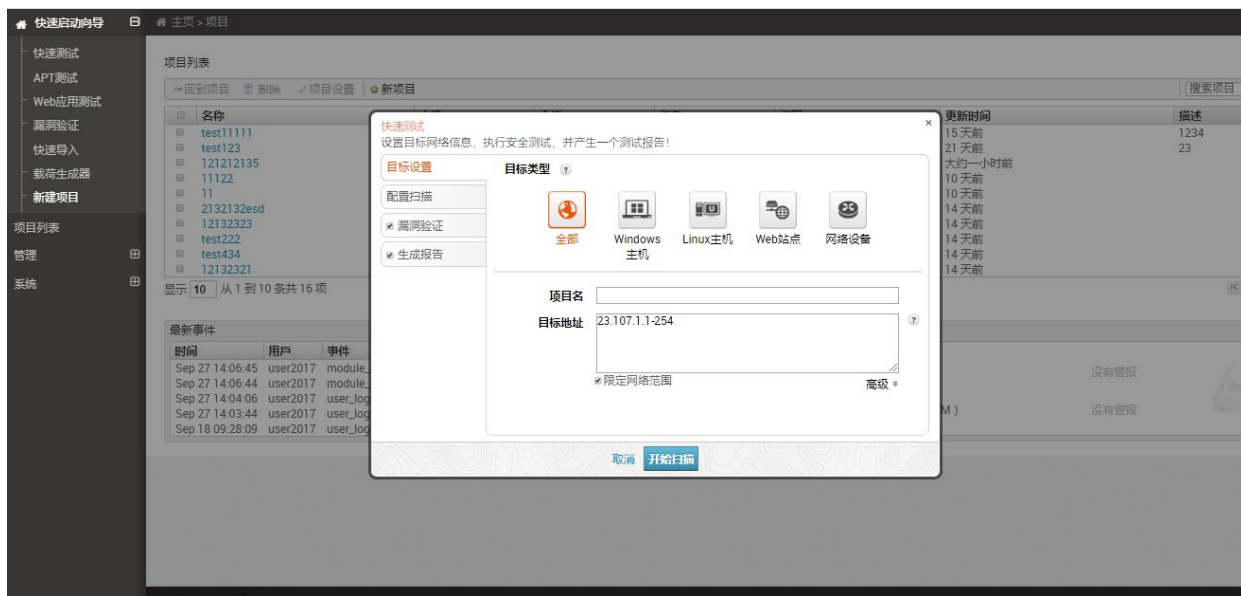 快速启动向导
主页 > 项目
快速测试
APT测试
Web应用测试
漏洞验证
快速导入
载荷生成器
新建项目
项目列表
管理
系统
项目列表
回到项目 删除 项目设置 新项目
搜索项目
名称 更新时间 描述
test11111 15 天前 1234
test123 21 天前 23
121212135 大约一小时前
11122 10 天前
11 10 天前
2132132esd 14 天前
12132323 14 天前
test222 14 天前
test434 14 天前
12132321 14 天前
显示 10 从 1 到 10 条共 16 项
最新事件
时间 用戶 事件
Sep 27 14:06:45 user2017 module_
Sep 27 14:06:44 user2017 module_
Sep 27 14:04:06 user2017 user_log
Sep 27 14:03:44 user2017 user_log
Sep 18 09:28:09 user2017 user_log
没有警报
M.) 没有警报
快速测试
设置目标网络信息，执行安全测试，并产生一个测试报告！
目标设置
配置扫描
漏洞验证
生成报告
目标类型 ?
全部
Windows
主机
Linux主机
Web站点
网络设备
项目名
目标地址 23.107.1.1-254
?
限定网络范围
高级
取消 开始扫描